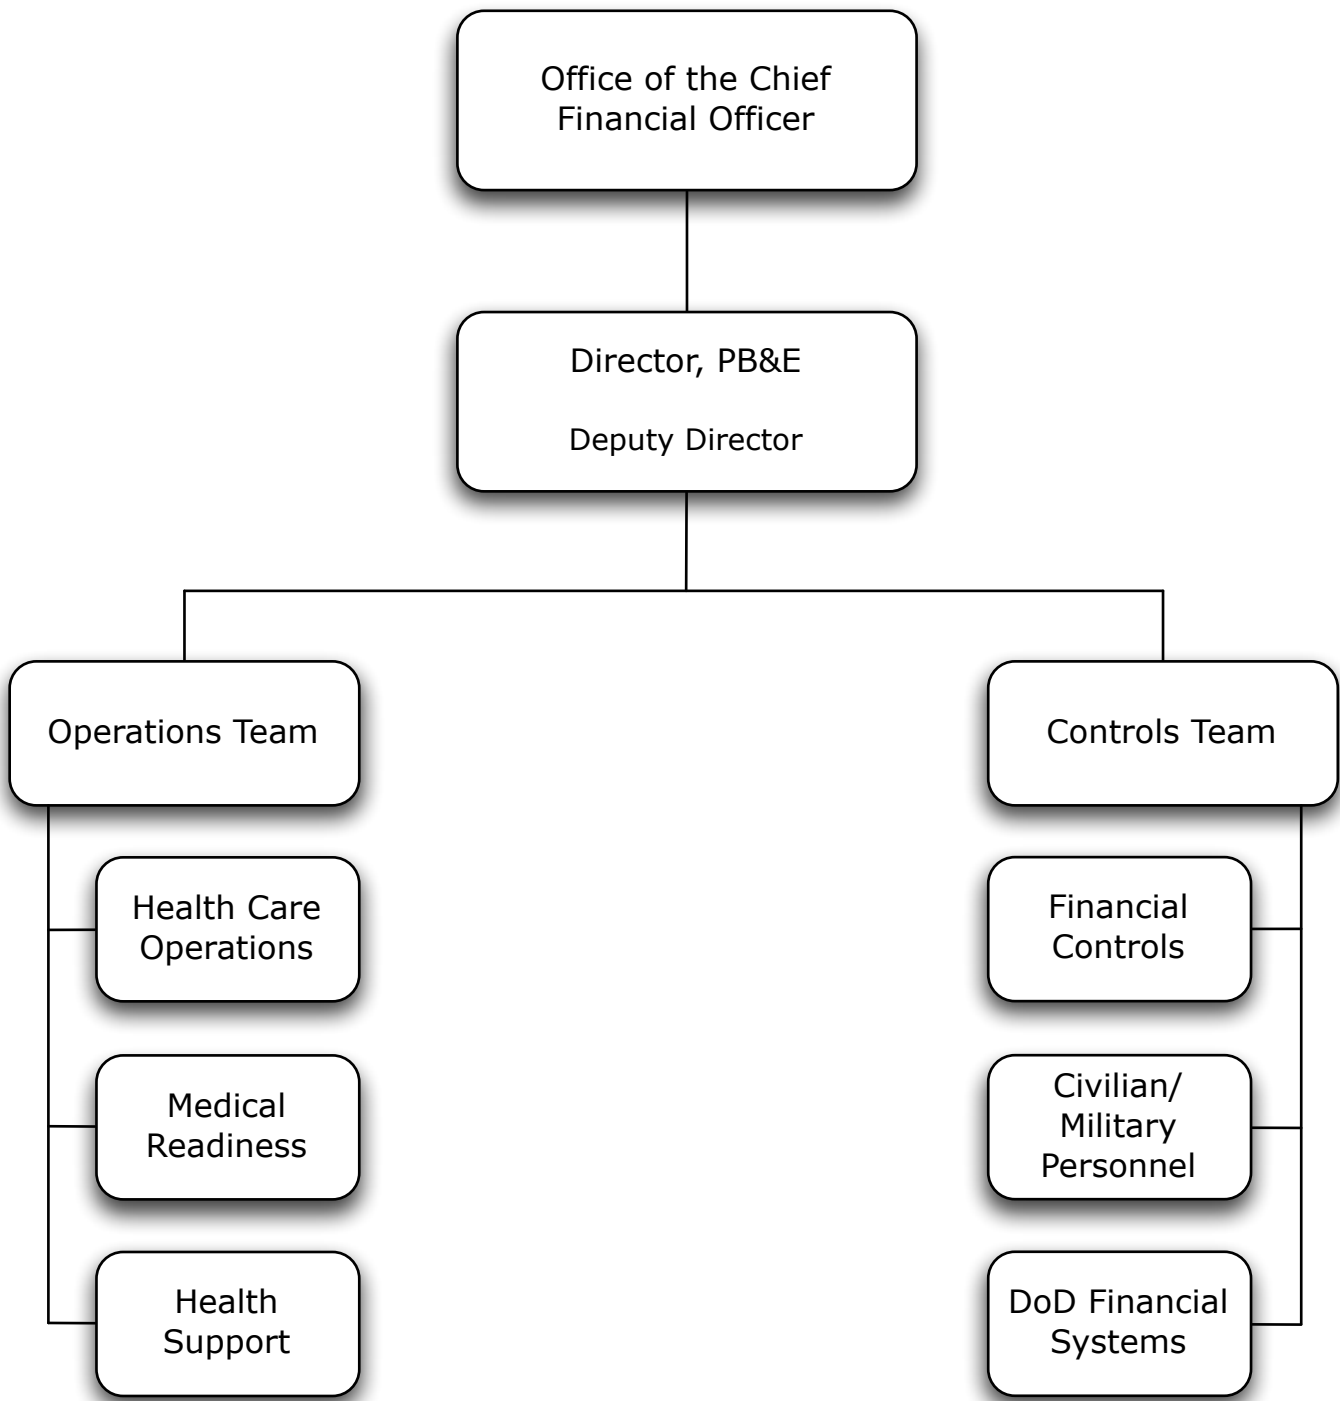 Office of the Chief
Financial Officer
Director, PB&E
Deputy Director
Operations Team
Controls Team
Health Care
Operations
Financial
Controls
Medical
Readiness
Civilian/
Military
Personnel
Health
Support
DoD Financial
Systems